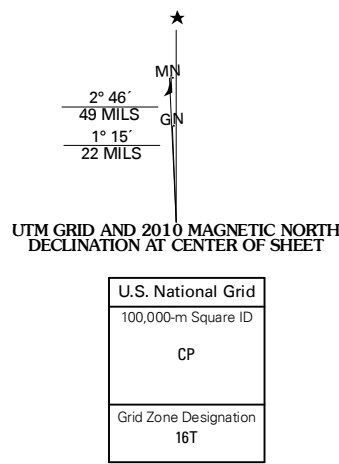 MN
2° 46´
49 MILS
GN
1° 15´
22 MILS
UTM GRID AND 2010 MAGNETIC NORTH
DECLINATION AT CENTER OF SHEET
U.S. National Grid
100,000-m Square ID
CP
Grid Zone Designation
16T